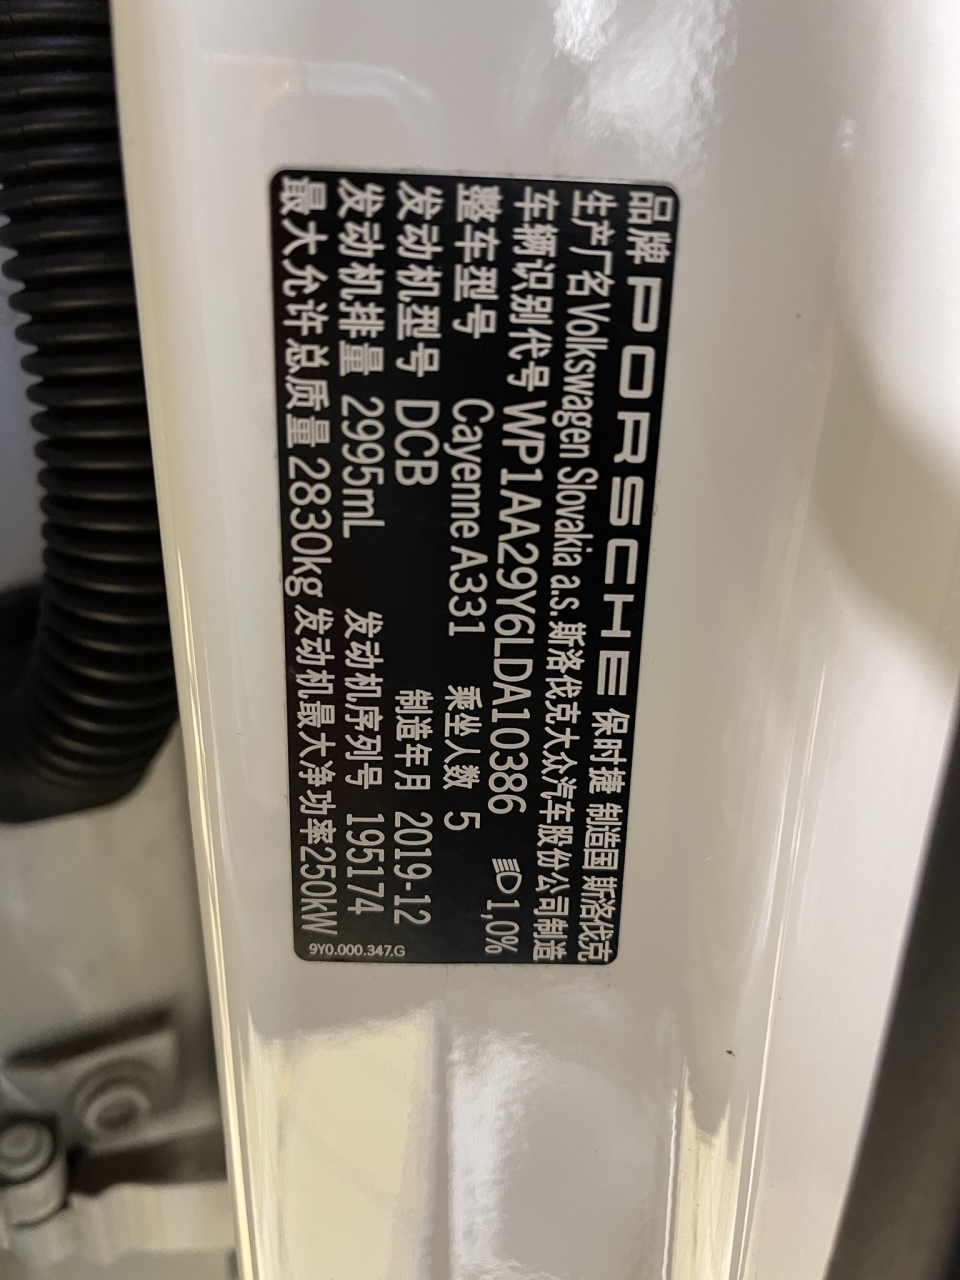 品牌 PORSCHE 保时捷 制造国 斯洛伐克
生产厂名 Volkswagen Slovakia a.s. 斯洛伐克大众汽车股份公司制造
车辆识别代号 WP1AA29Y6LDA10386 1,0%
整车型号 Cayenne A331 乘坐人数 5
发动机型号 DCB 制造年月 2019-12
发动机排量 2995mL 发动机序列号 195174
最大允许总质量 2830kg 发动机最大净功率250kW
9Y0.000.347.G